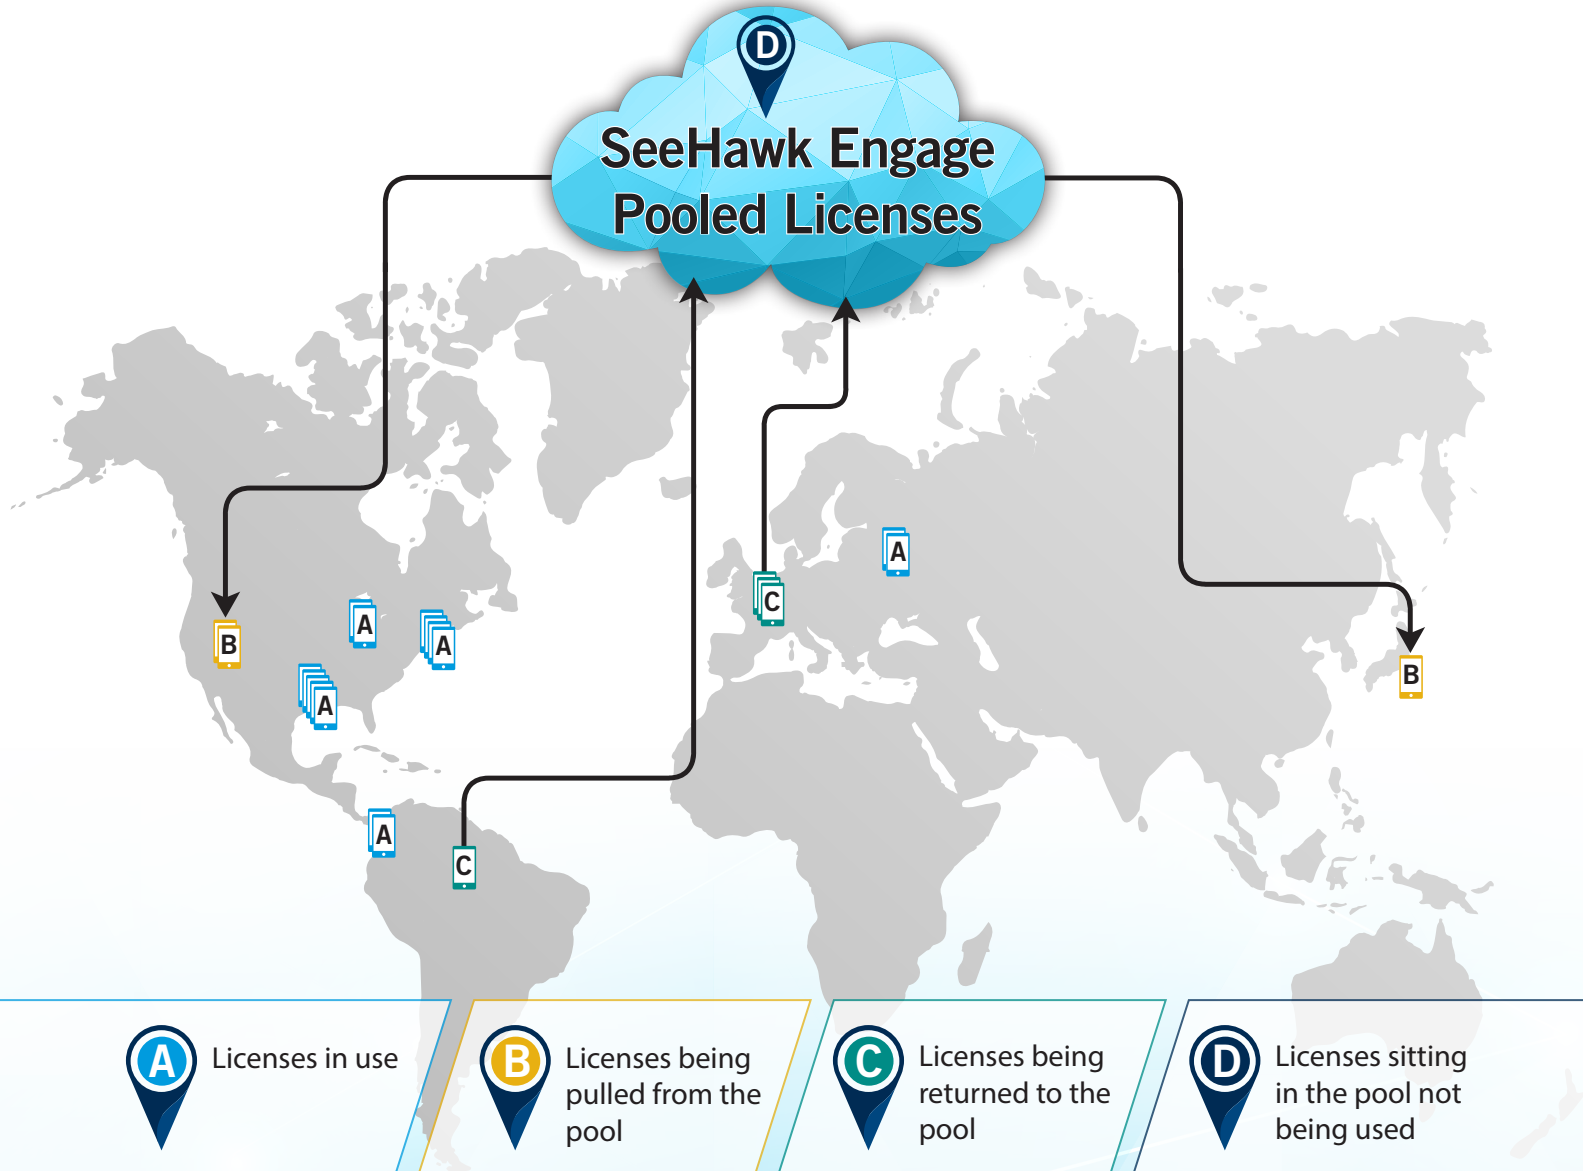 D
SeeHawk Engage
Pooled Licenses
A
C
B
A
A
B
A
A
C
A
Licenses in use
B
Licenses being
pulled from the
pool
C
Licenses being
returned to the
pool
D
Licenses sitting
in the pool not
being used